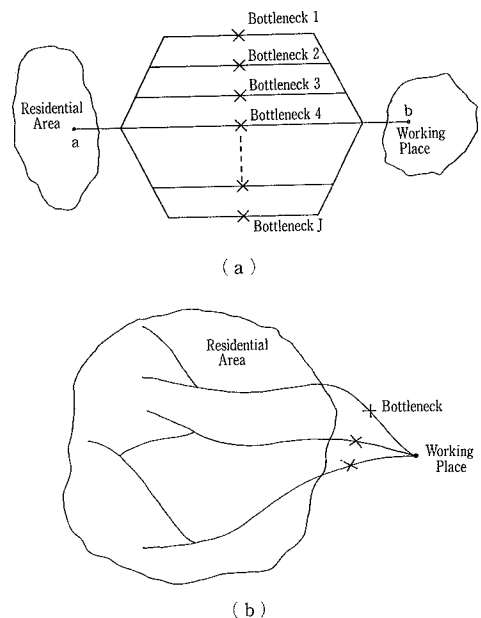 Bottleneck 1
Bottleneck 2
Bottleneck 3
Bottleneck 4
Residential
Area
a
b
Working
Place
Bottleneck J
(a)
Residential
Area
Bottleneck
Working
Place
(b)